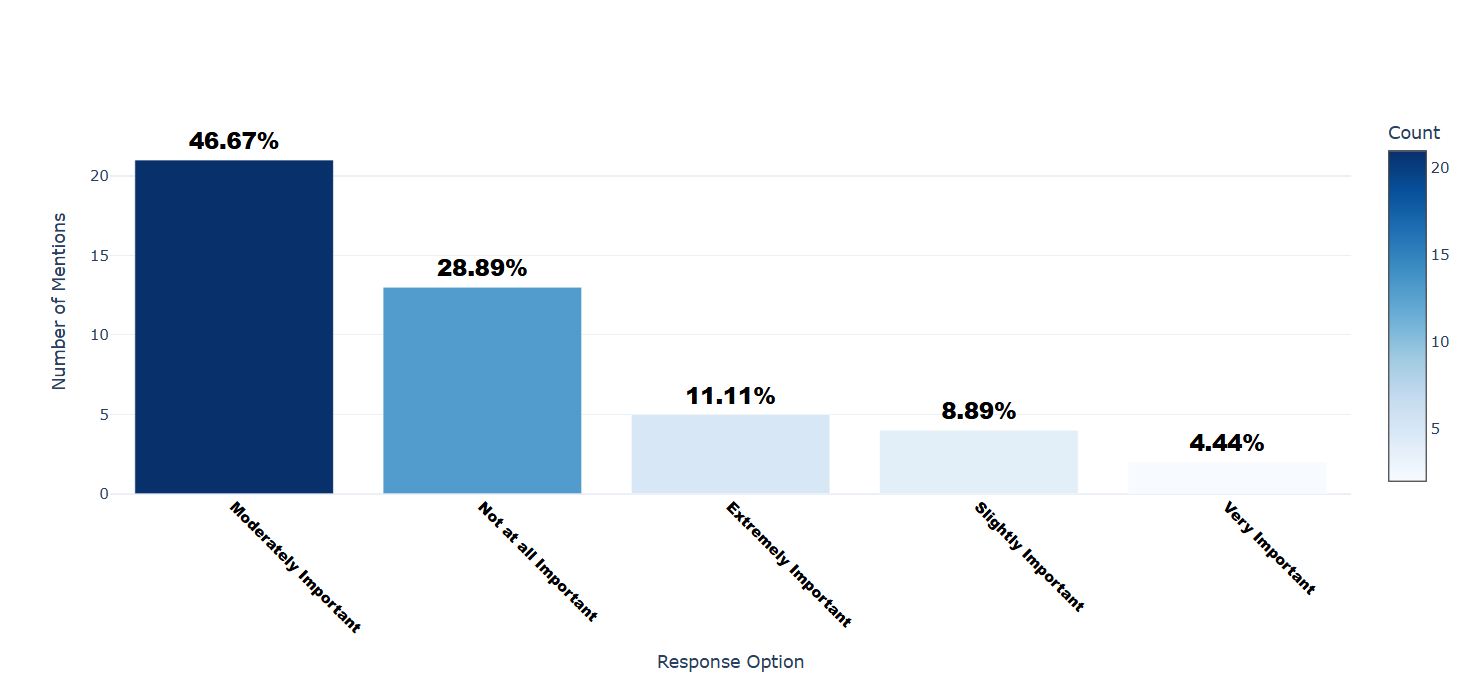 46.67%
28.89%
11.11%
8.89%
4.44%
Number of Mentions
20
15
10
5
0
Moderately Important
Not at all Important
Extremely Important
Slightly Important
Very Important
Response Option
Count
20
15
10
5